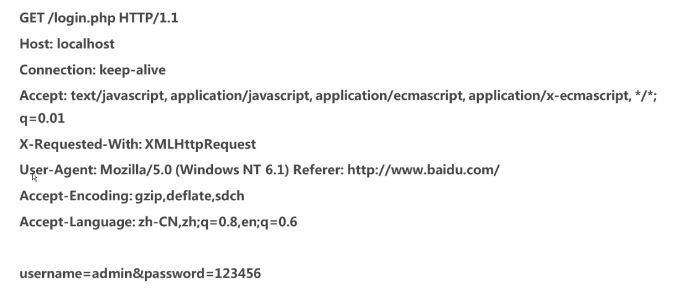 GET /login.php HTTP/1.1
Host: localhost
Connection: keep-alive
Accept: text/javascript, application/javascript, application/ecmascript, application/x-ecmascript, */*;
q=0.01
X-Requested-With: XMLHttpRequest
User-Agent: Mozilla/5.0 (Windows NT 6.1) Referer: http://www.baidu.com/
Accept-Encoding: gzip,deflate,sdch
Accept-Language: zh-CN,zh;q=0.8,en;q=0.6
username=admin&password=123456